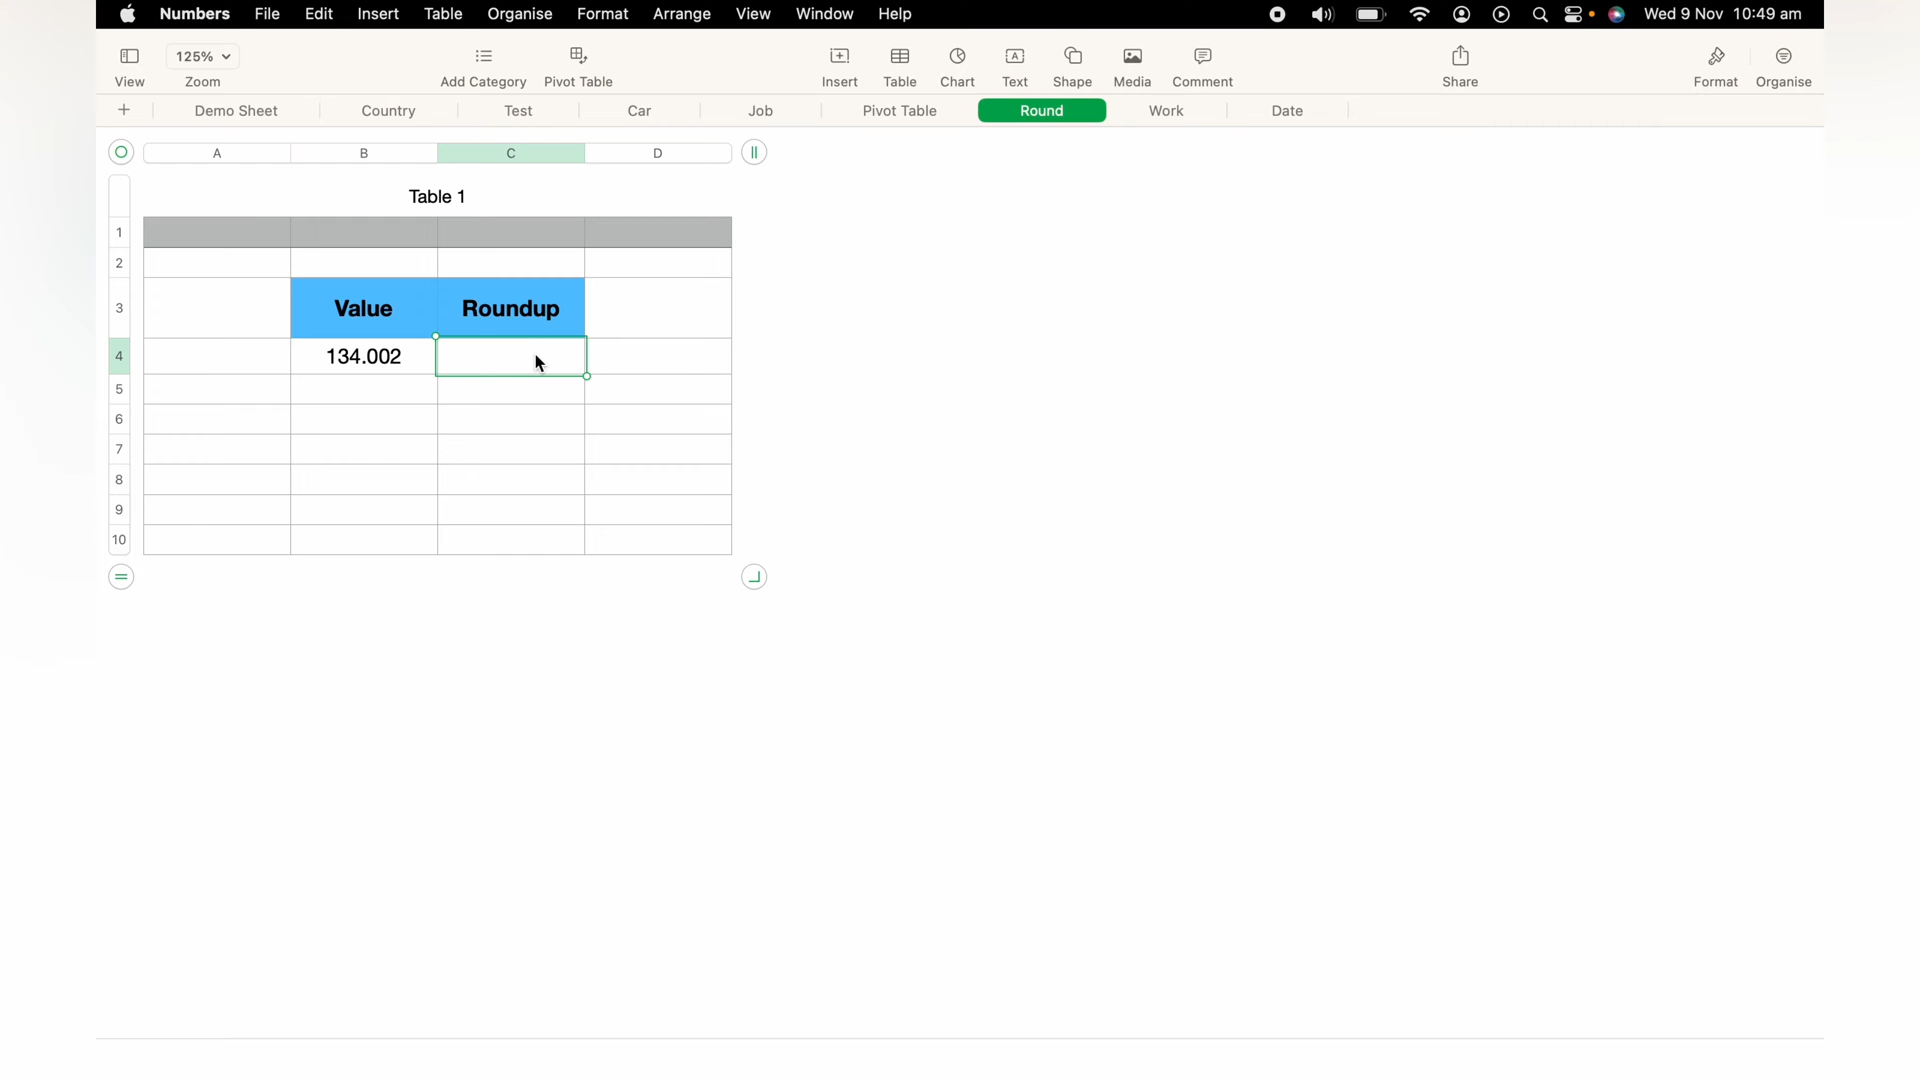 Numbers File Edit Insert Table Organise Format Arrange View Window Help Wed 9 Nov 10:49 am
125%
View Zoom Add Category Pivot Table Insert Table Chart Text Shape Media Comment Share Format Organise
+ Demo Sheet Country Test Car Job Pivot Table Round Work Date
A B C D
Table 1
1
2
3 Value Roundup
4 134.002
5
6
7
8
9
10